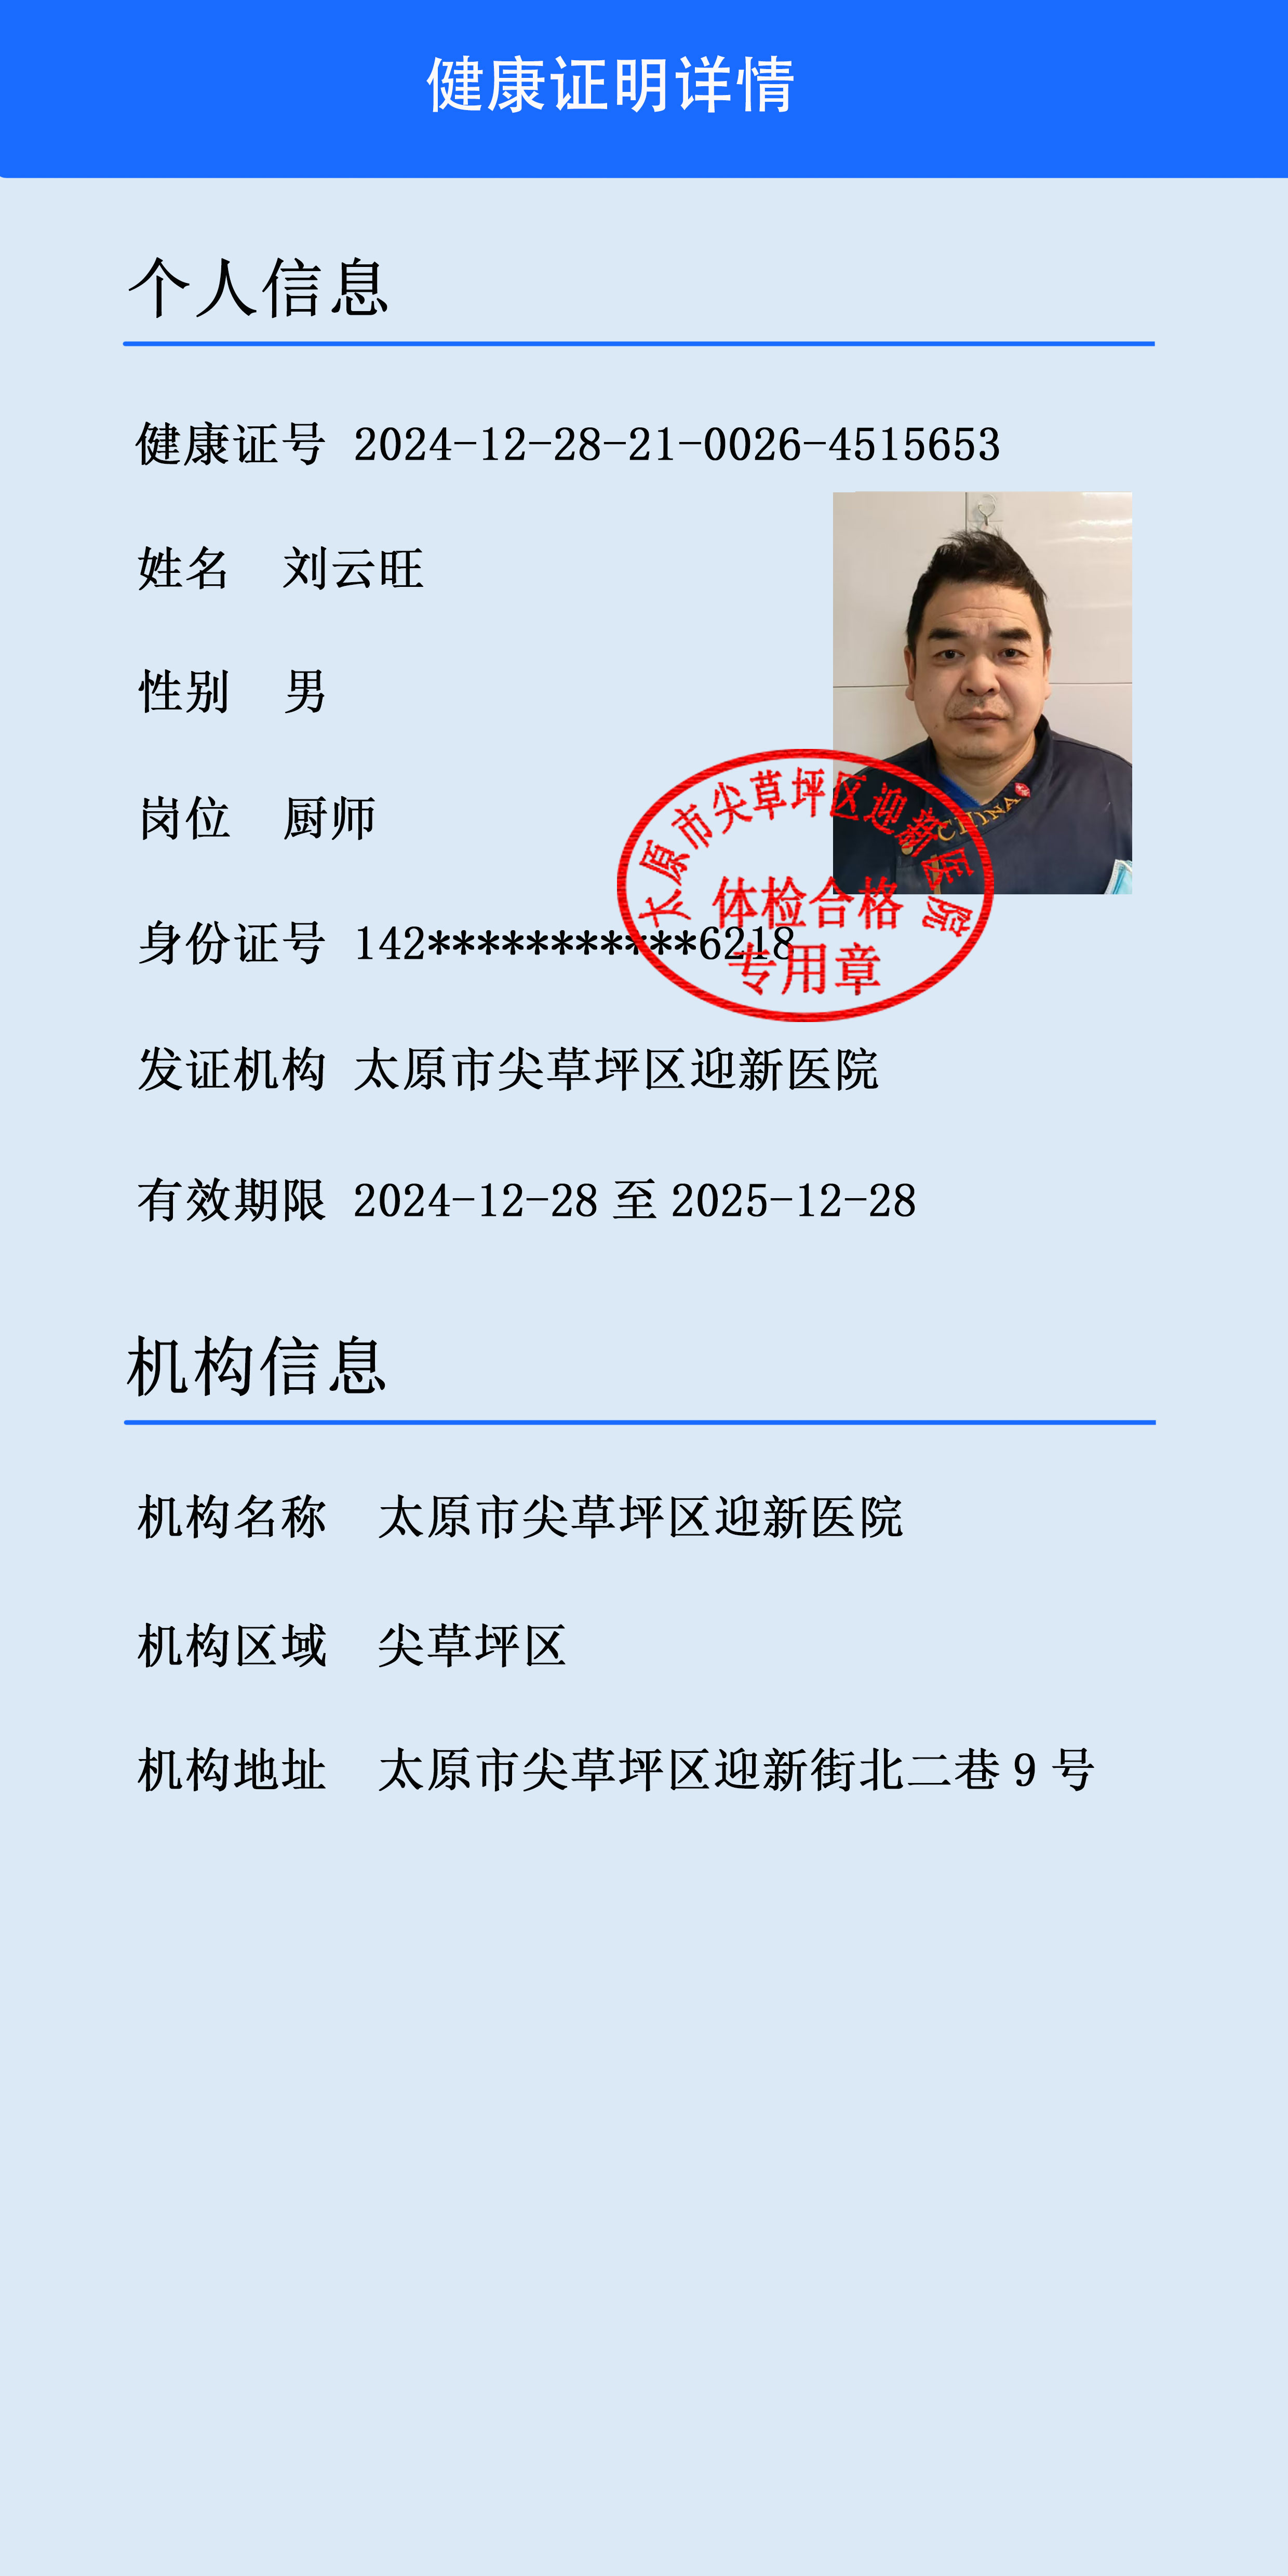 健康证明详情
个人信息
健康证号 2024-12-28-21-0026-4515653
姓名 刘云旺
性别 男
岗位 厨师
CHINA
太原市尖草坪区迎新医院
体检合格
专用章
身份证号 142***********6218
发证机构 太原市尖草坪区迎新医院
有效期限 2024-12-28 至 2025-12-28
机构信息
机构名称 太原市尖草坪区迎新医院
机构区域 尖草坪区
机构地址 太原市尖草坪区迎新街北二巷 9 号